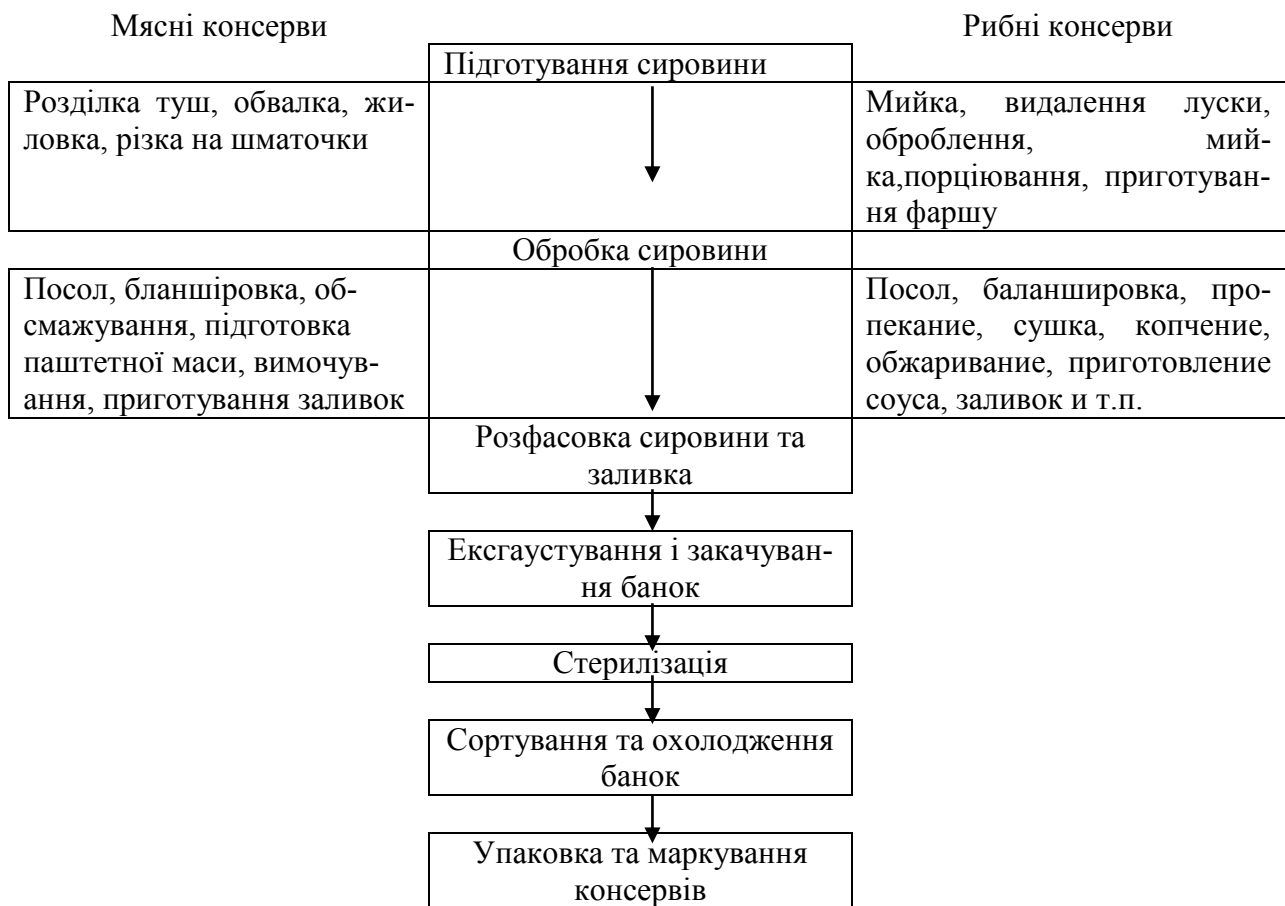 Мясні консерви
Рибні консерви
Підготування сировини
Розділка туш, обвалка, жи-
ловка, різка на шматочки
Мийка, видалення луски,
оброблення, мий-
ка,порціювання, приготуван-
ня фаршу
Обробка сировини
Посол, бланшіровка, об-
смажування, підготовка
паштетної маси, вимочув-
ання, приготування заливок
Посол, баланшировка, про-
пекание, сушка, копчение,
обжаривание, приготовление
соуса, заливок и т.п.
Розфасовка сировини та
заливка
Ексгаустування і закачуван-
ня банок
Стерилізація
Сортування та охолодження
банок
Упаковка та маркування
консервів